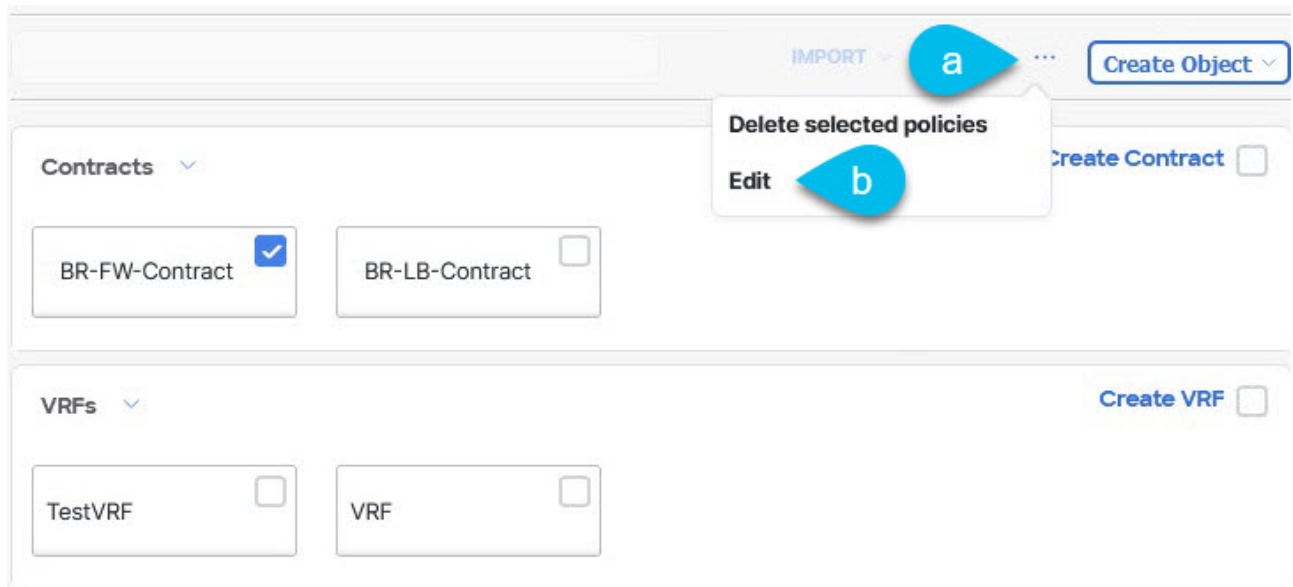 IMPORT a ... Create Object
Delete selected policies
Contracts Create Contract
Edit b
BR-FW-Contract BR-LB-Contract
VRFs Create VRF
TestVRF VRF